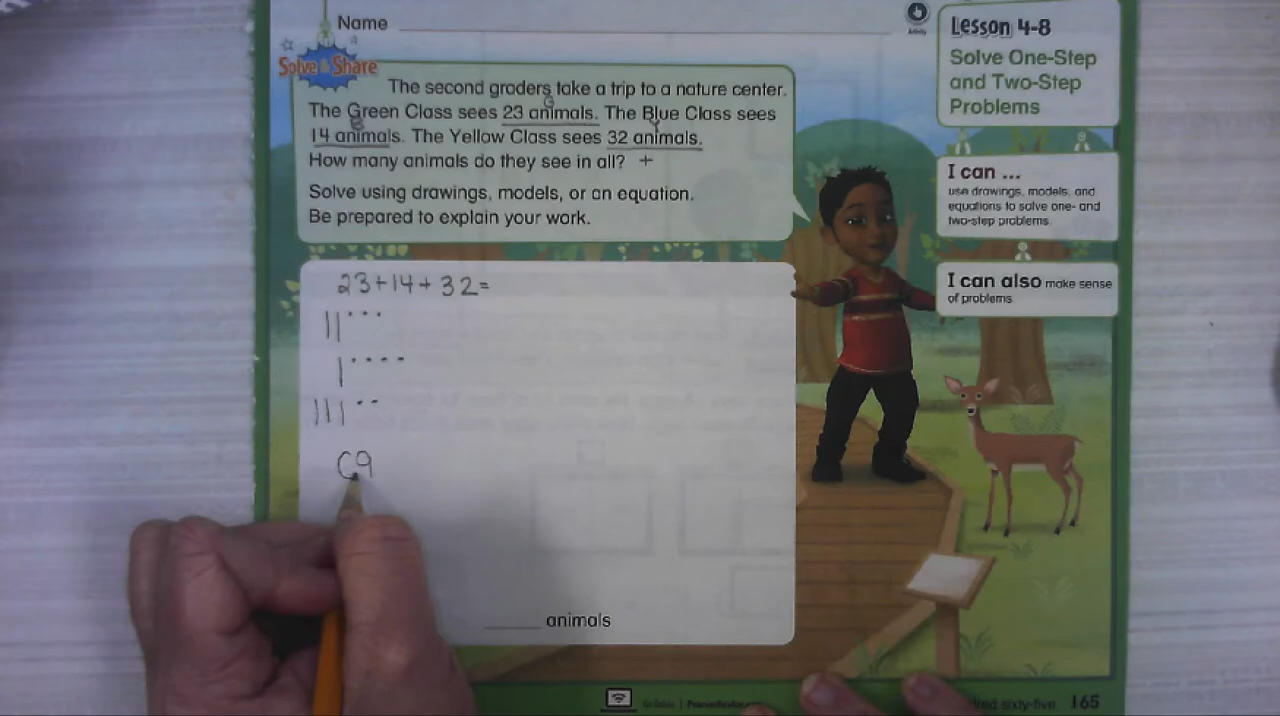 Name
Activity
Lesson 4-8
Solve One-Step
and Two-Step
Problems
Solve & Share
The second graders take a trip to a nature center.
G
The Green Class sees 23 animals. The Blue Class sees
B Y
14 animals. The Yellow Class sees 32 animals.
How many animals do they see in all? +
Solve using drawings, models, or an equation.
Be prepared to explain your work.
I can ...
use drawings, models, and
equations to solve one- and
two-step problems.
I can also make sense
of problems.
23+14+32=
animals
sixty-five 165